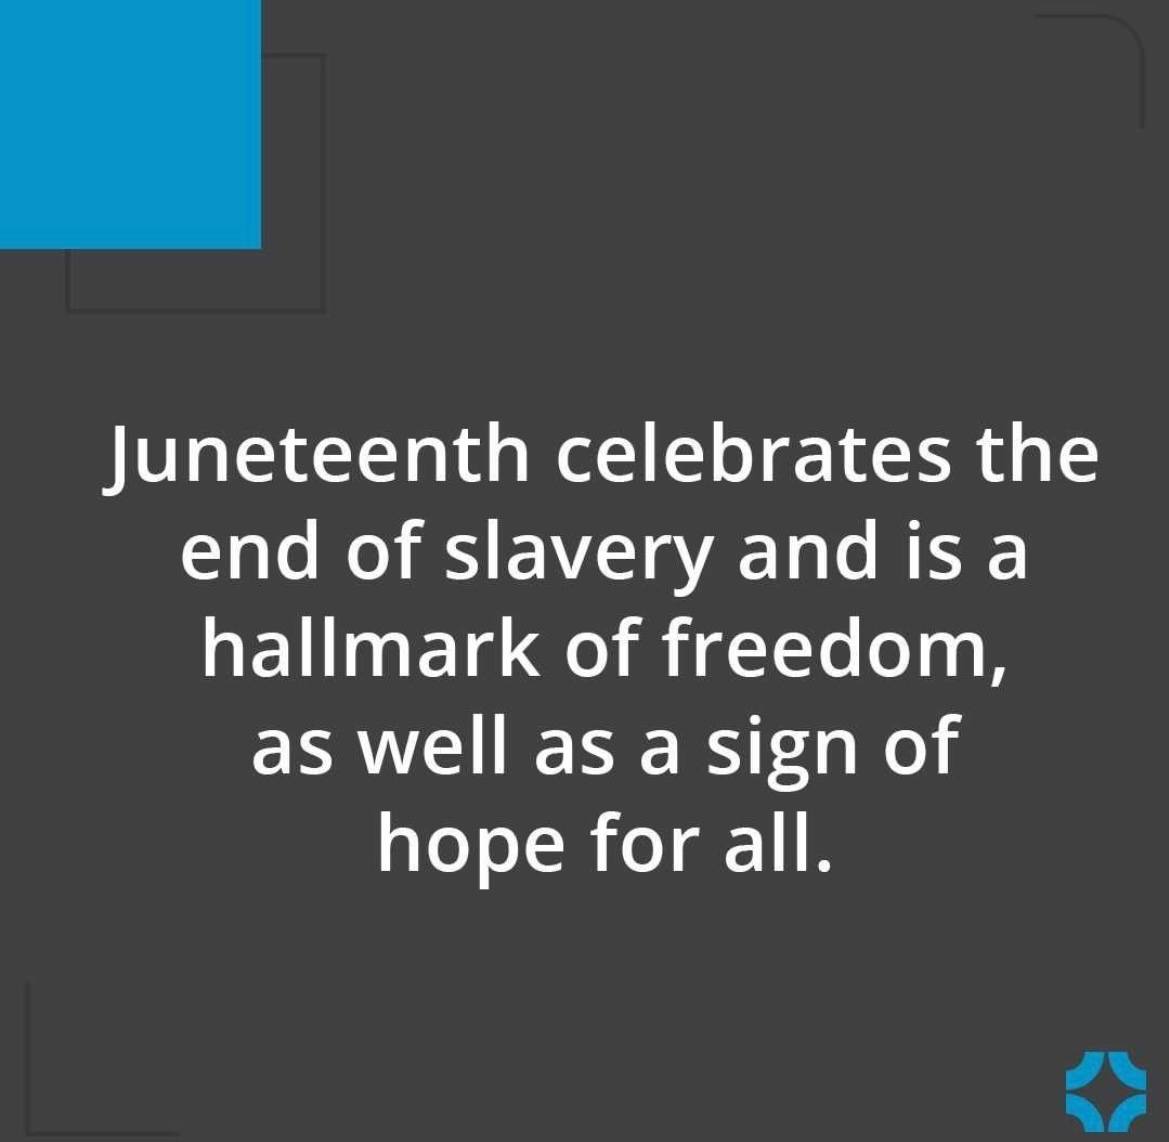 Juneteenth celebrates the
end of slavery and is a
hallmark of freedom,
as well as a sign of
hope for all.